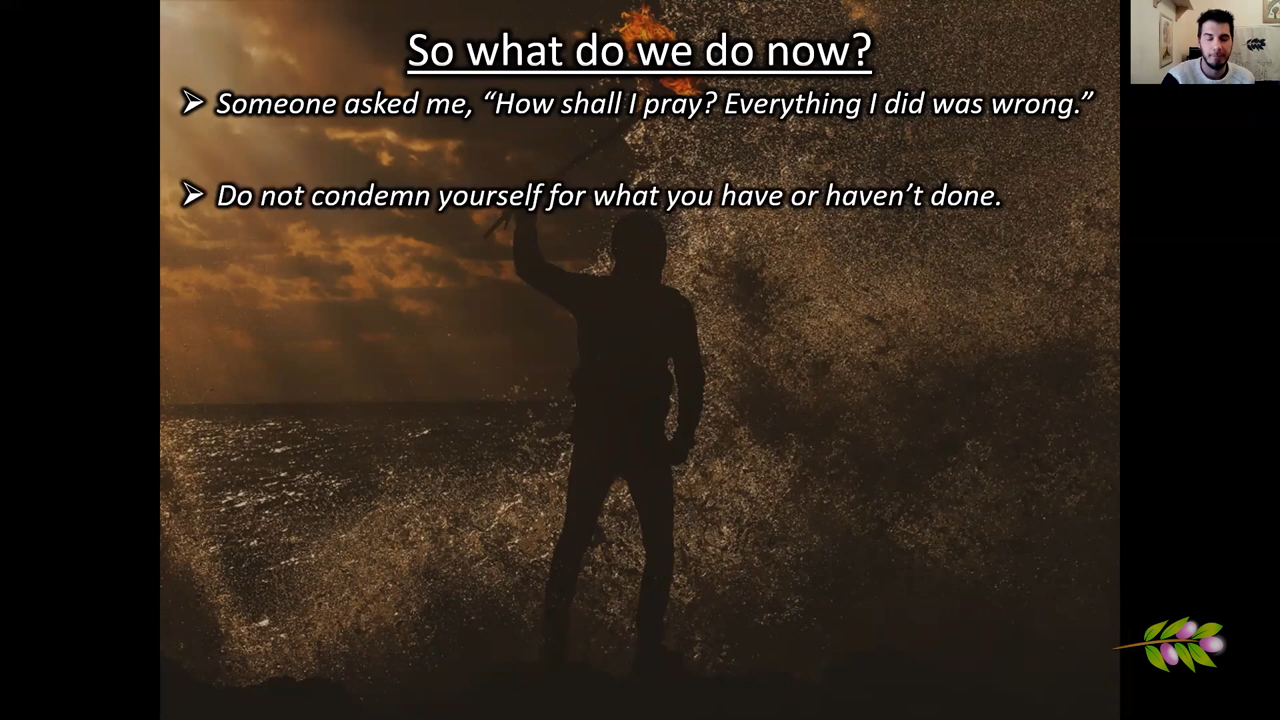 So what do we do now?
➢ Someone asked me, “How shall I pray? Everything I did was wrong.”
➢ Do not condemn yourself for what you have or haven’t done.